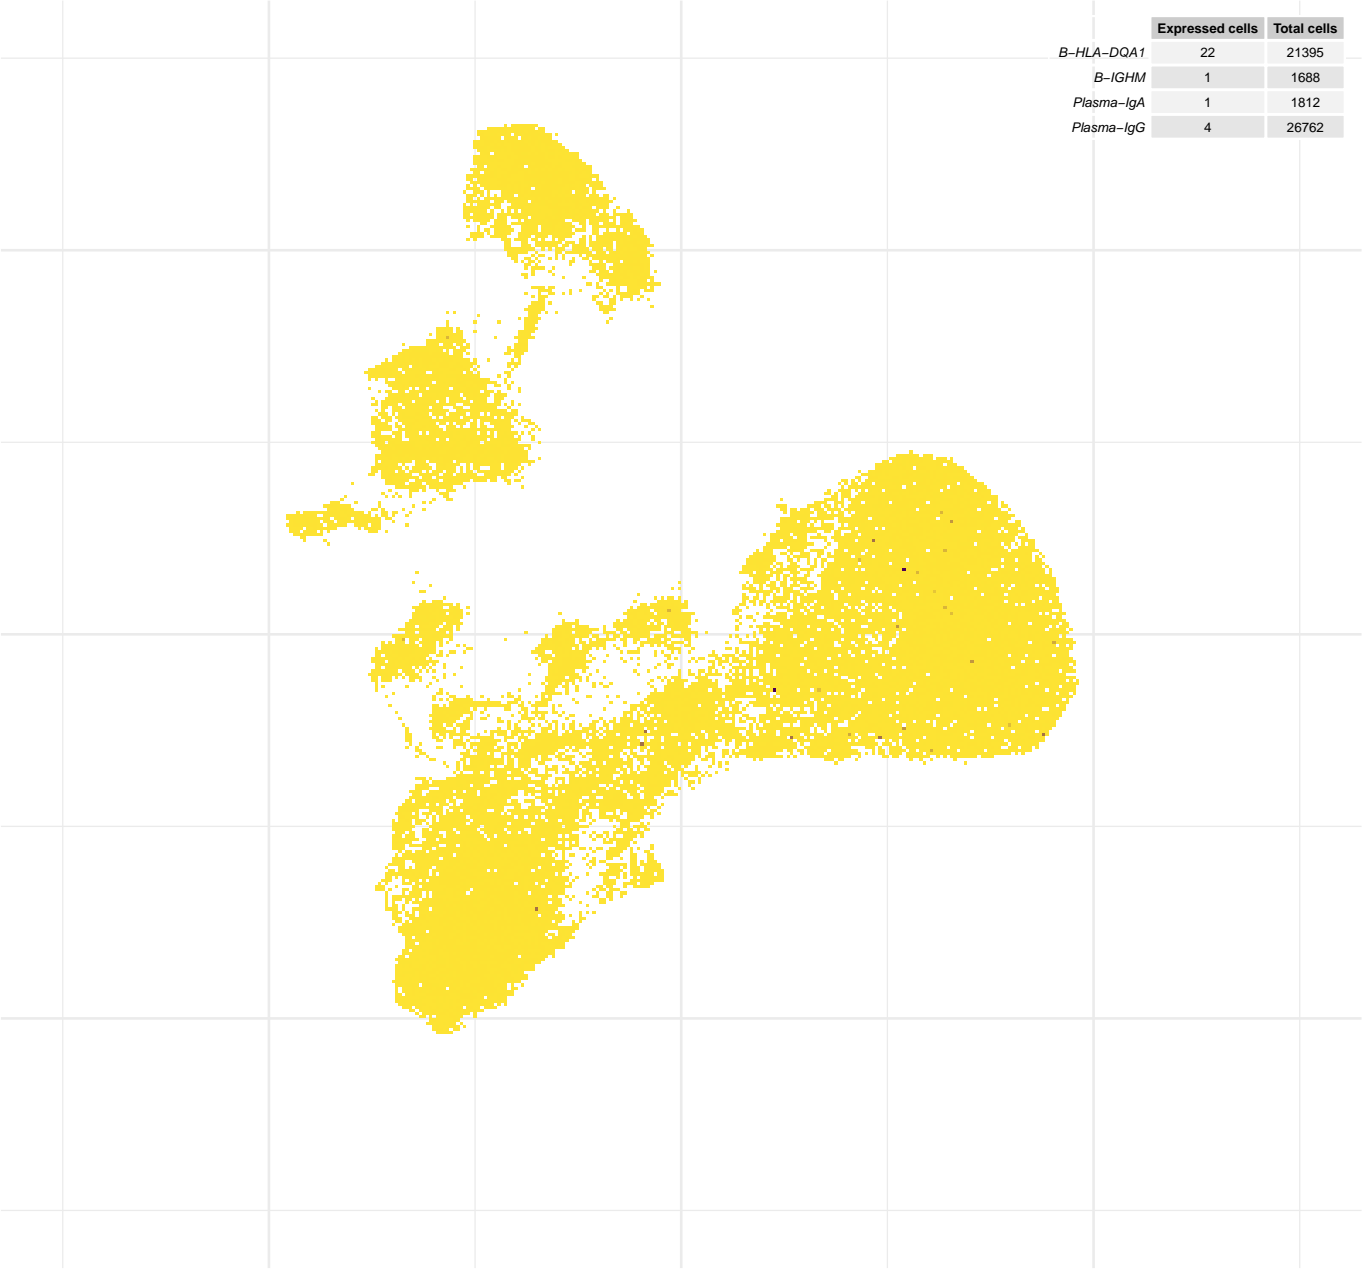 Expressed cells Total cells
B−HLA−DQA1 22 21395
B−IGHM 1 1688
Plasma−IgA 1 1812
Plasma−IgG 4 26762